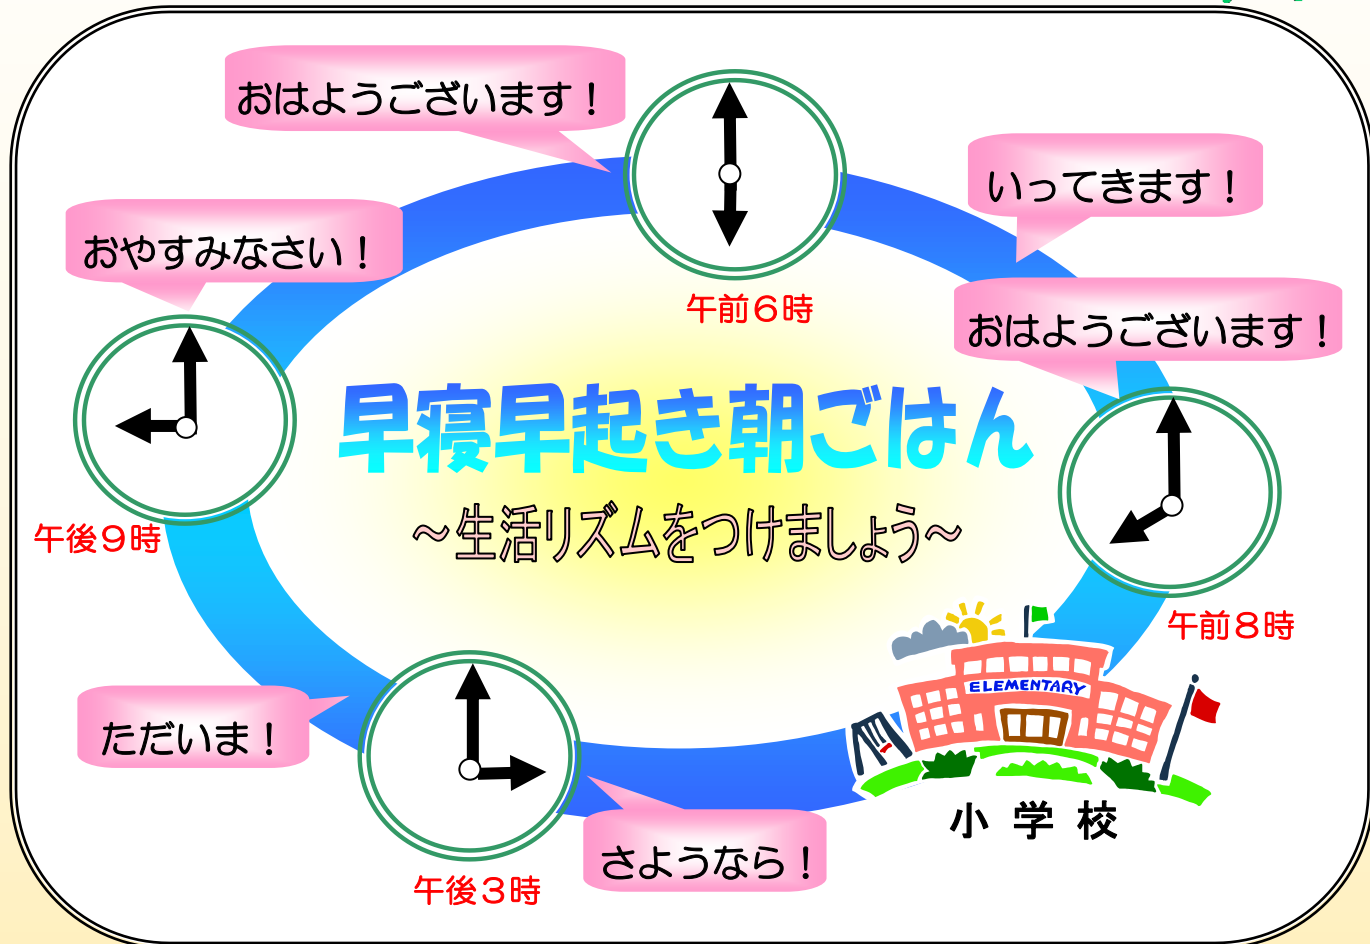 おはようございます！
午前６時
いってきます！
おはようございます！
午前８時
おやすみなさい！
午後９時
早寝早起き朝ごはん
～生活リズムをつけましょう～
ELEMENTARY
小学校
さようなら！
午後３時
ただいま！